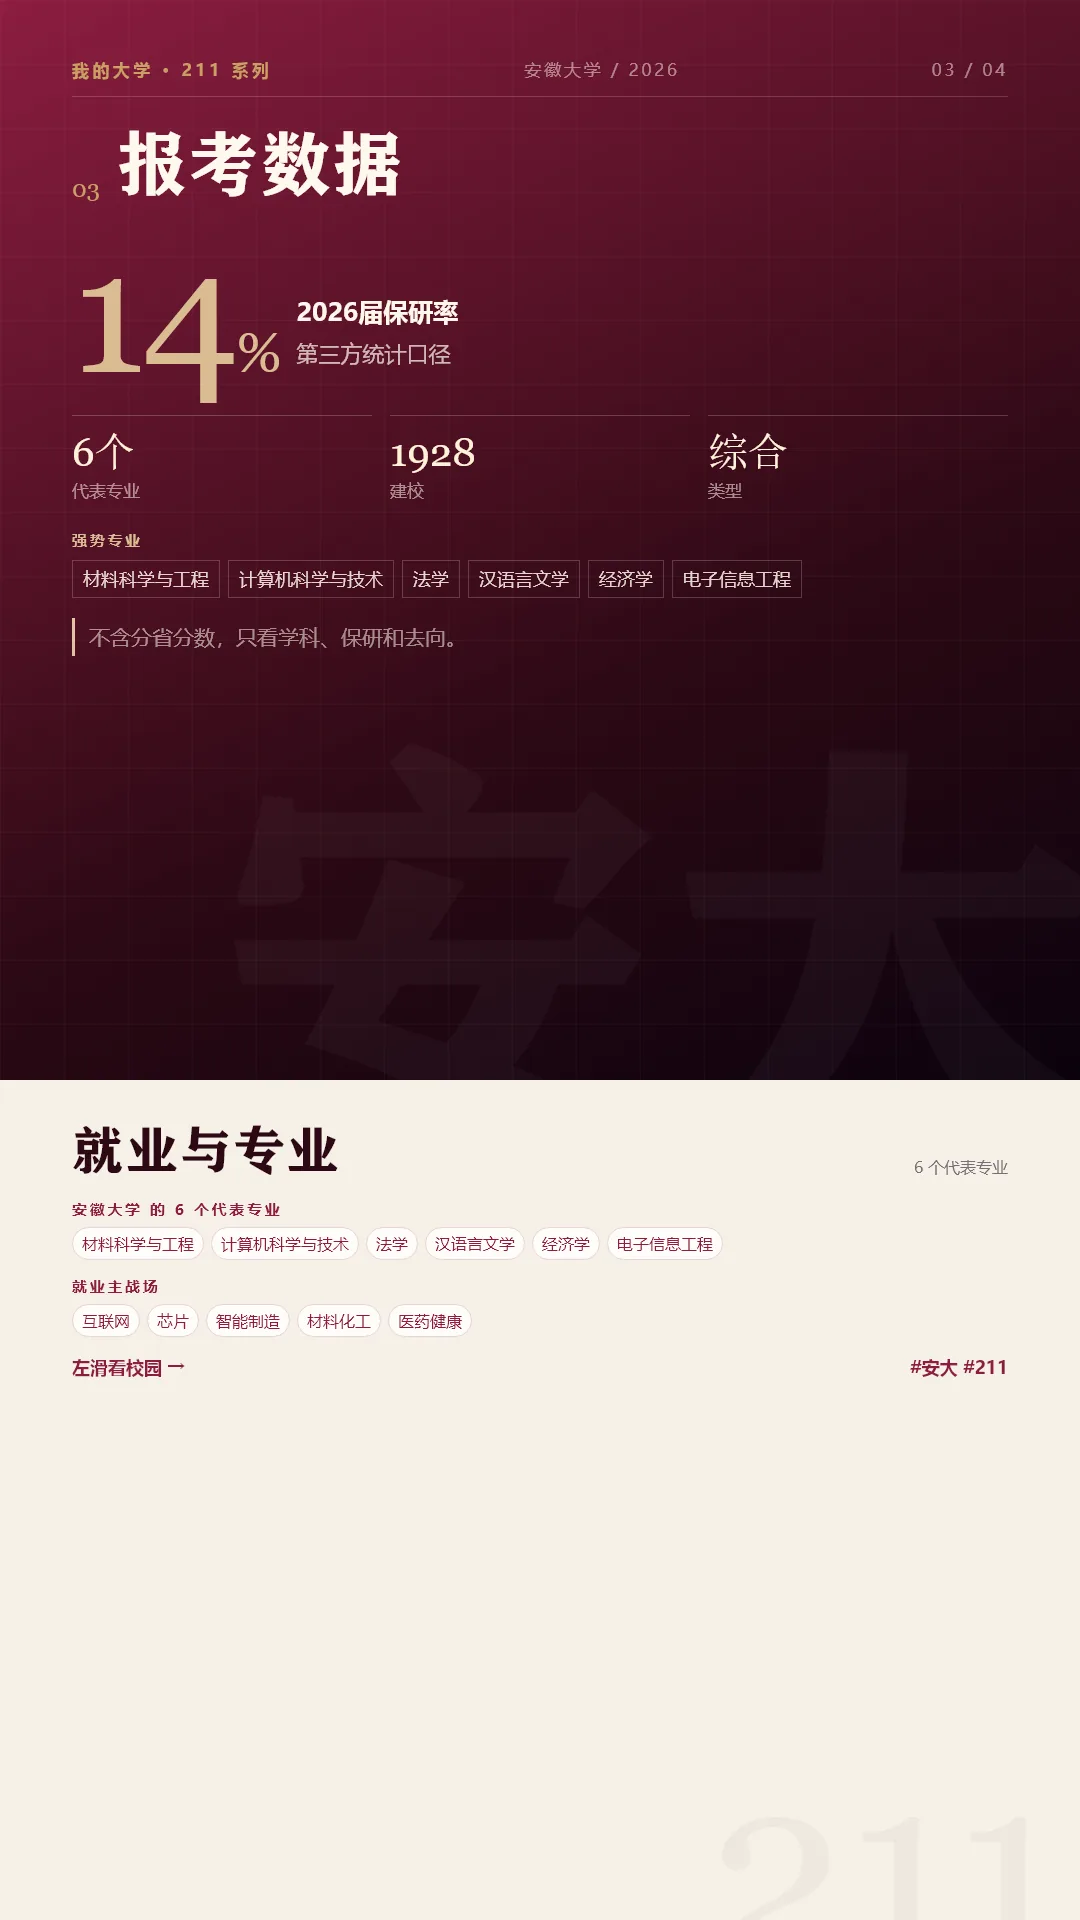 我的大学 · 211 系列
安徽大学 / 2026
03 / 04
03 报考数据
14%
2026届保研率
第三方统计口径
6个
代表专业
1928
建校
综合
类型
强势专业
材料科学与工程 计算机科学与技术 法学 汉语言文学 经济学 电子信息工程
不含分省分数，只看学科、保研和去向。
安大
就业与专业
6 个代表专业
安徽大学 的 6 个代表专业
材料科学与工程 计算机科学与技术 法学 汉语言文学 经济学 电子信息工程
就业主战场
互联网 芯片 智能制造 材料化工 医药健康
左滑看校园 →
#安大 #211
211